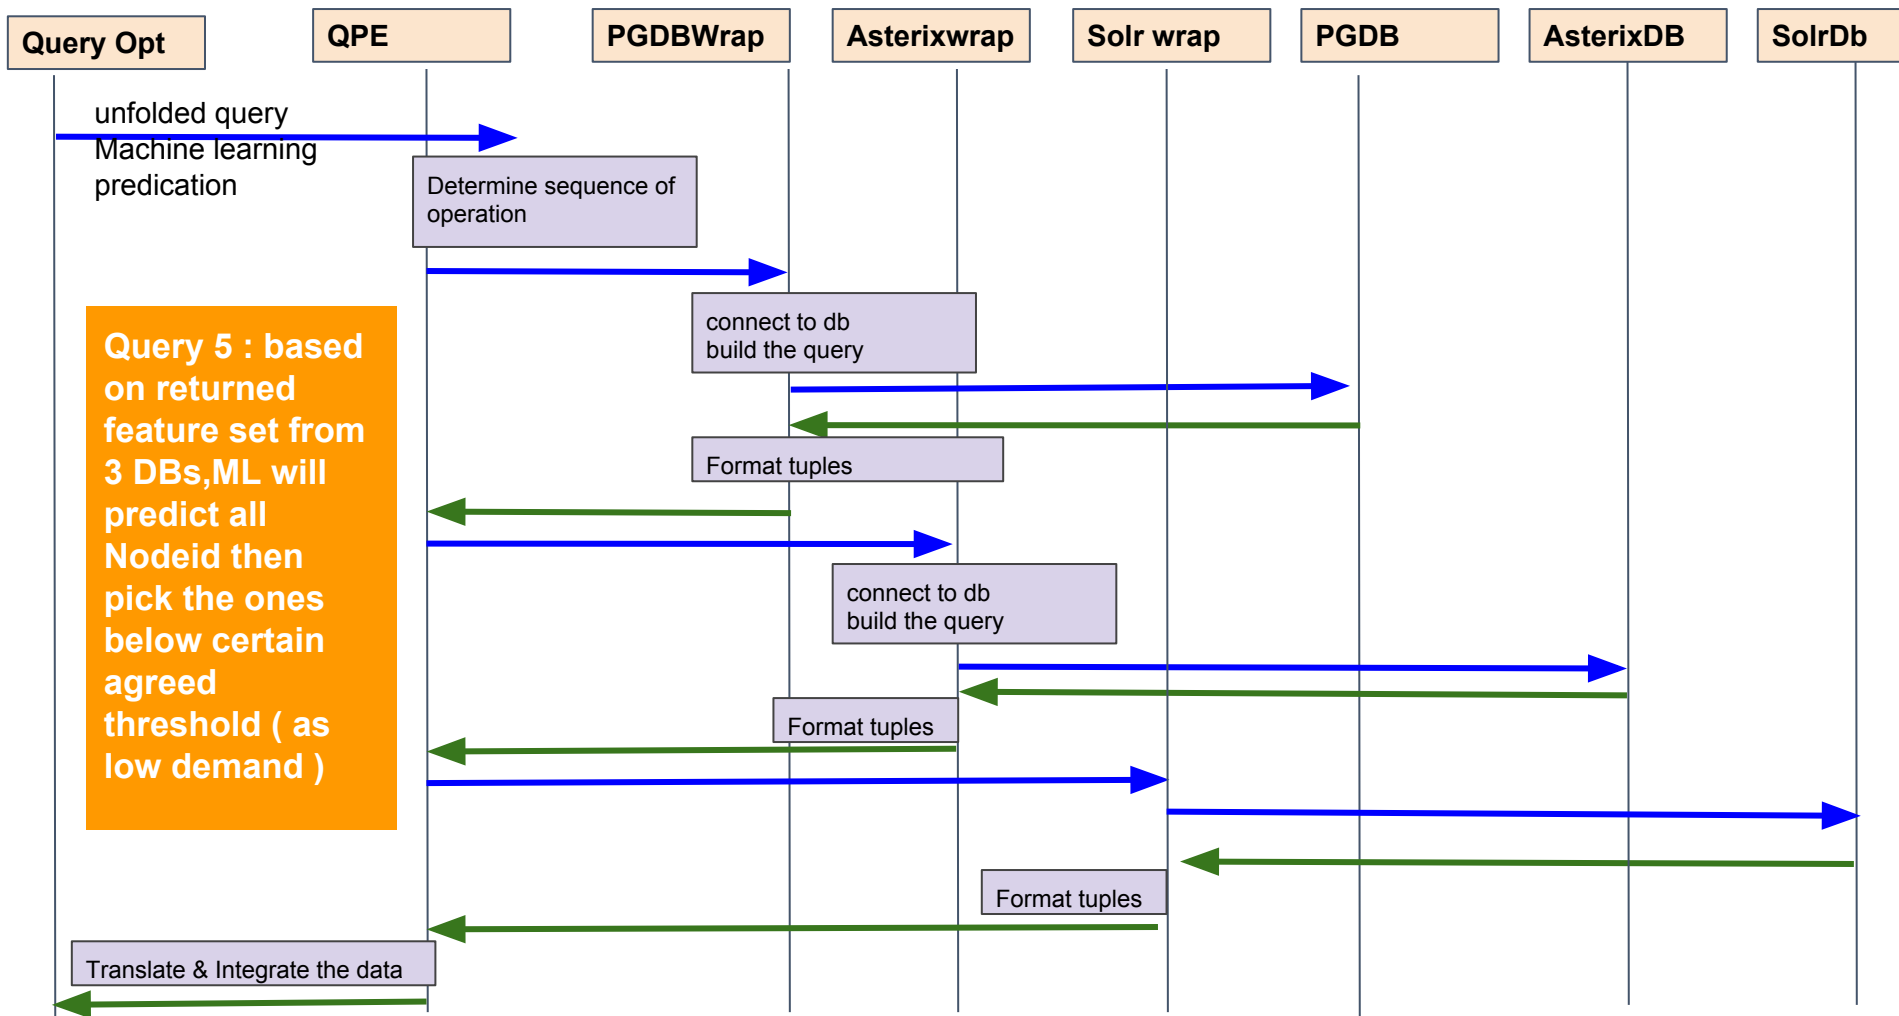 Query Opt
QPE
PGDBWrap
Asterixwrap
Solr wrap
PGDB
AsterixDB
SolrDb
unfolded query
Machine learning
predication
Determine sequence of
operation
connect to db
build the query
Format tuples
Query 5 : based
on returned
feature set from
3 DBs,ML will
predict all
Nodeid then
pick the ones
below certain
agreed
threshold ( as
low demand )
connect to db
build the query
Format tuples
Format tuples
Translate & Integrate the data